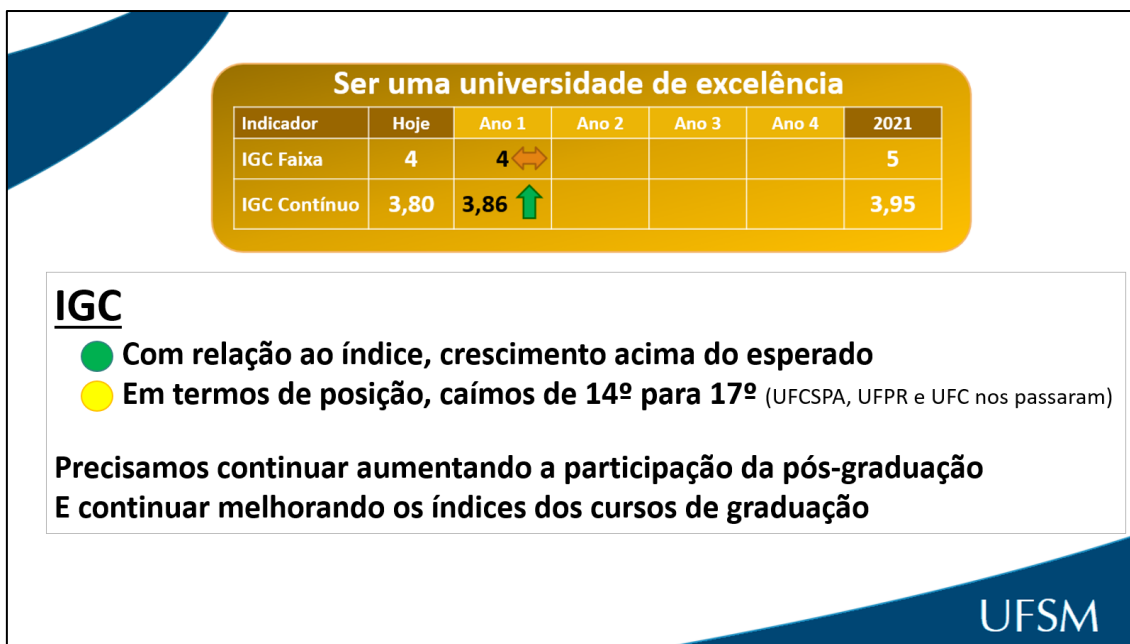 Ser uma universidade de excelência
Indicador Hoje Ano 1 Ano 2 Ano 3 Ano 4 2021
IGC Faixa 4 4 5
IGC Contínuo 3,80 3,86 3,95
IGC
Com relação ao índice, crescimento acima do esperado
Em termos de posição, caímos de 14º para 17º (UFCSPA, UFPR e UFC nos passaram)
Precisamos continuar aumentando a participação da pós-graduação
E continuar melhorando os índices dos cursos de graduação
UFSM